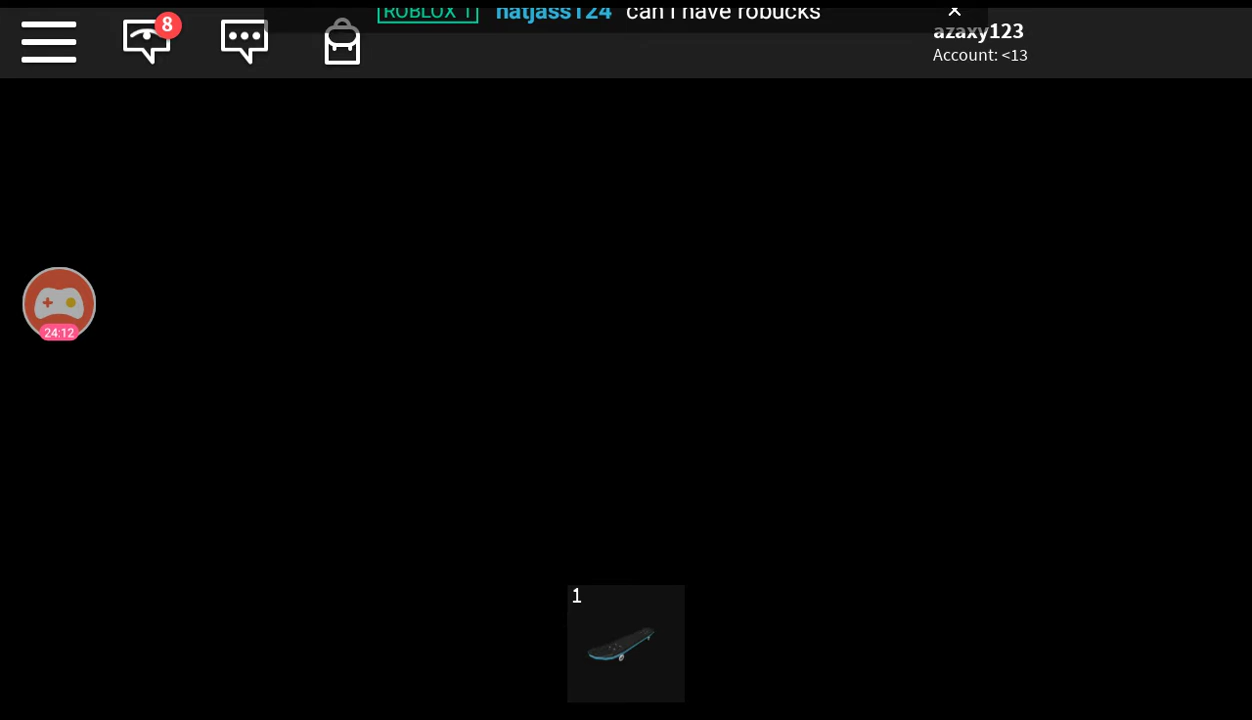 ROBLOX 1 natjass124 can I have robucks ×
8
azaxy123
Account: <13
24:12
1